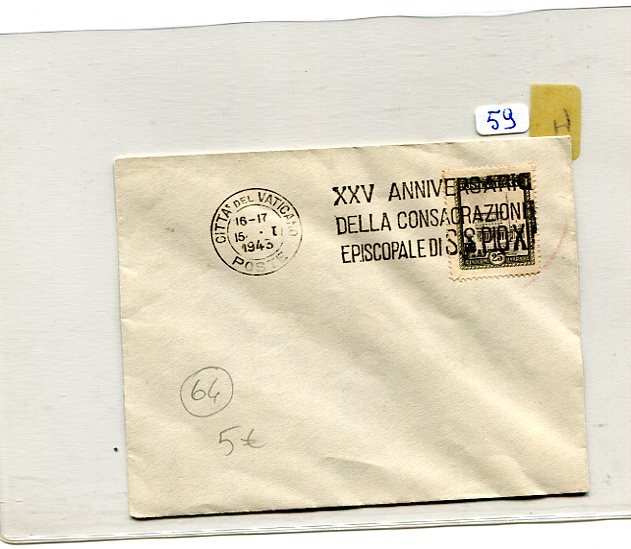 59
H
XXV ANNIVERSARIO
DELLA CONSACRAZIONE
EPISCOPALE DI S.S. PIO XI
CITTA' DEL VATICANO
16-17
15. I
1943
POSTE
25
64
5€